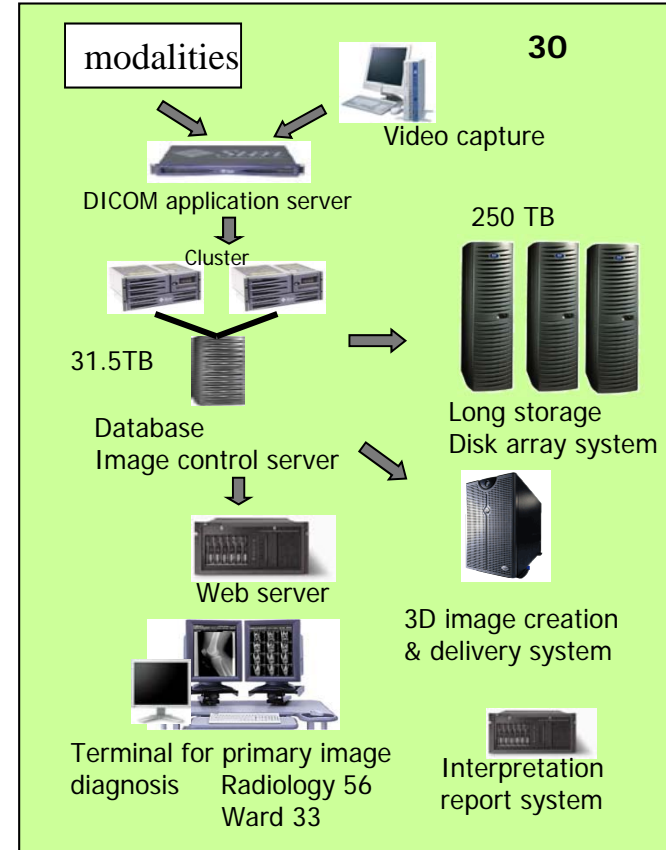 modalities
30
Video capture
Sun
DICOM application server
Cluster
250 TB
31.5TB
Database
Image control server
Long storage
Disk array system
Web server
3D image creation
& delivery system
Terminal for primary image
diagnosis Radiology 56
Ward 33
Interpretation
report system